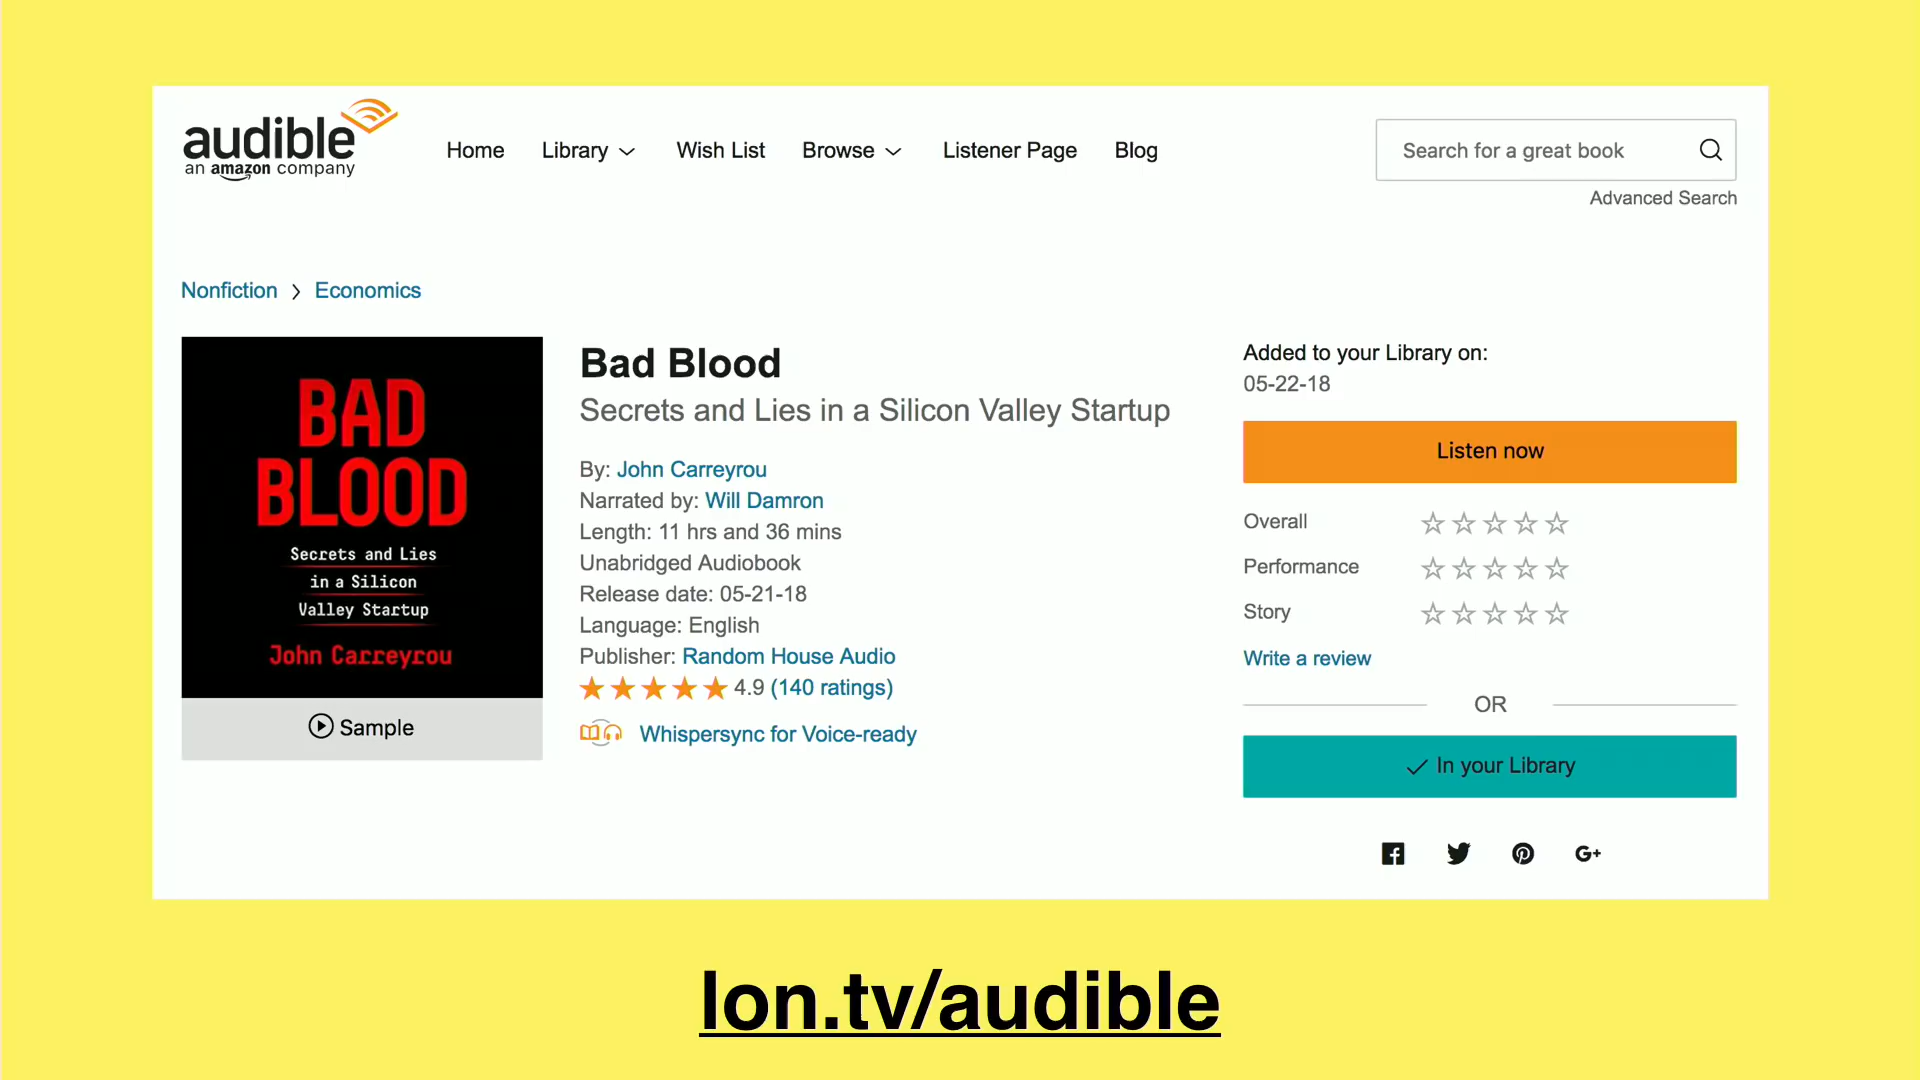 audible
an amazon company
Home Library Wish List Browse Listener Page Blog
Search for a great book
Advanced Search
Nonfiction > Economics
BAD
BLOOD
Secrets and Lies
in a Silicon
Valley Startup
John Carreyrou
Sample
Bad Blood
Secrets and Lies in a Silicon Valley Startup
By: John Carreyrou
Narrated by: Will Damron
Length: 11 hrs and 36 mins
Unabridged Audiobook
Release date: 05-21-18
Language: English
Publisher: Random House Audio
4.9 (140 ratings)
Whispersync for Voice-ready
Added to your Library on:
05-22-18
Listen now
Overall
Performance
Story
Write a review
OR
In your Library
G+
lon.tv/audible